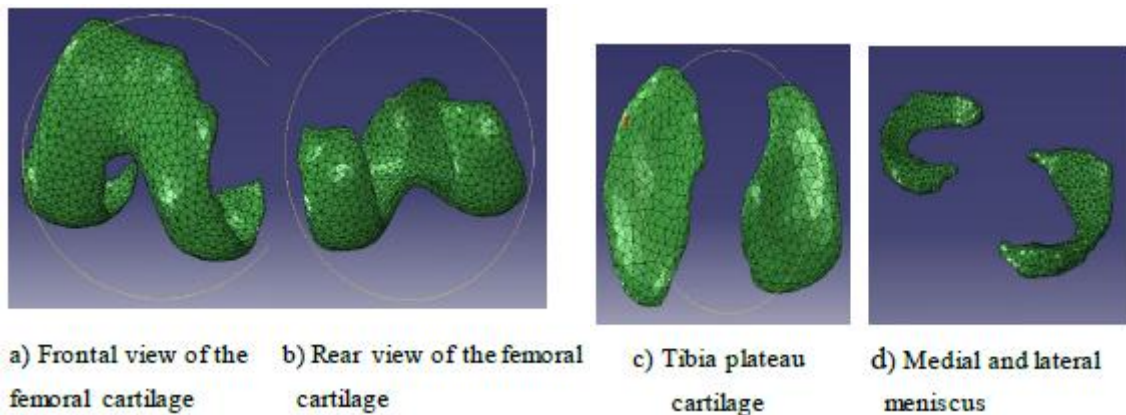 a) Frontal view of the
femoral cartilage
b) Rear view of the femoral
cartilage
c) Tibia plateau
cartilage
d) Medial and lateral
meniscus